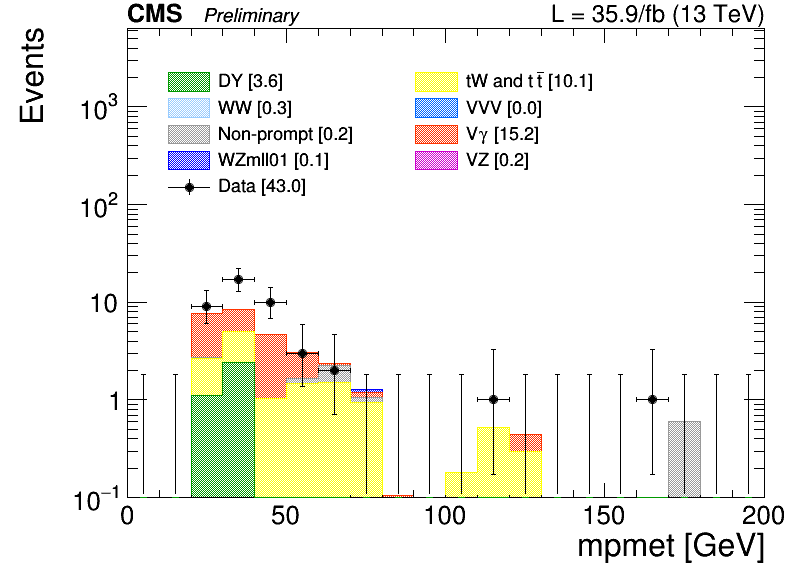 CMS Preliminary L = 35.9/fb (13 TeV)
Events
DY [3.6] tW and tt̄ [10.1]
WW [0.3] VVV [0.0]
Non-prompt [0.2] Vγ [15.2]
WZmll01 [0.1] VZ [0.2]
Data [43.0]
10³
10²
10
1
10⁻¹
0 50 100 150 200
mpmet [GeV]